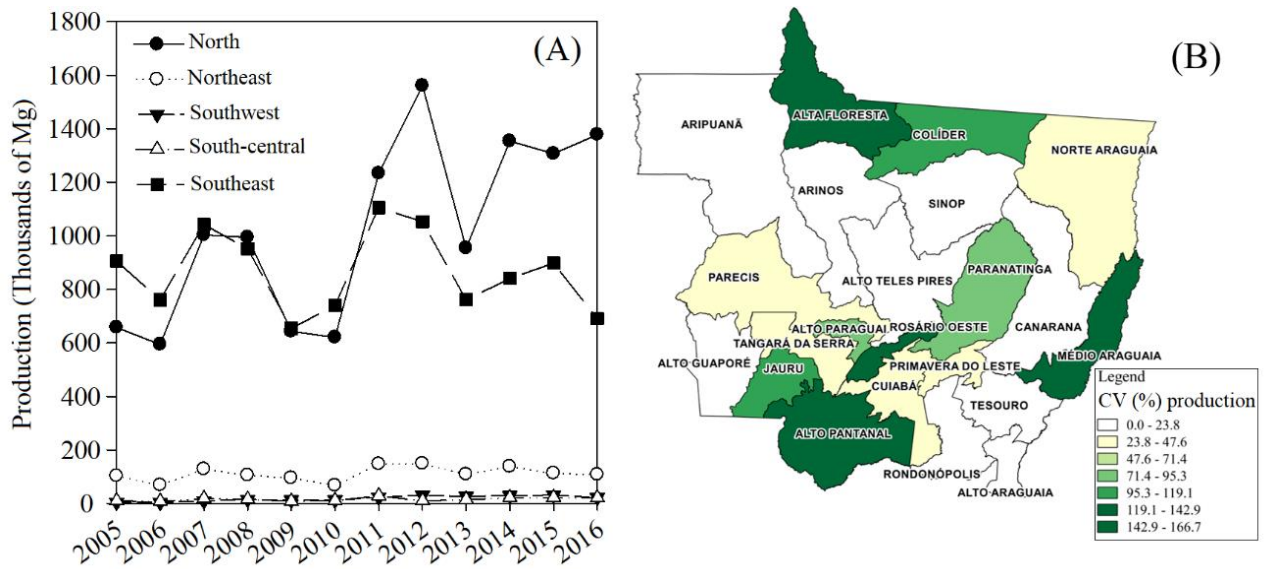 1800
1600
1400
1200
1000
800
600
400
200
0
Production (Thousands of Mg)
North
Northeast
Southwest
South-central
Southeast
(A)
2005
2006
2007
2008
2009
2010
2011
2012
2013
2014
2015
2016
(B)
ARIPUANÃ
ALTA FLORESTA
COLÍDER
NORTE ARAGUAIA
ARINOS
SINOP
PARECIS
ALTO TELES PIRES
PARANATINGA
ALTO PARAGUAI
ROSÁRIO OESTE
CANARANA
TANGARÁ DA SERRA
ALTO GUAPORÉ
MÉDIO ARAGUAIA
JAURU
PRIMAVERA DO LESTE
CUIABÁ
TESOURO
ALTO PANTANAL
RONDONÓPOLIS
ALTO ARAGUAIA
Legend
CV (%) production
0.0 - 23.8
23.8 - 47.6
47.6 - 71.4
71.4 - 95.3
95.3 - 119.1
119.1 - 142.9
142.9 - 166.7